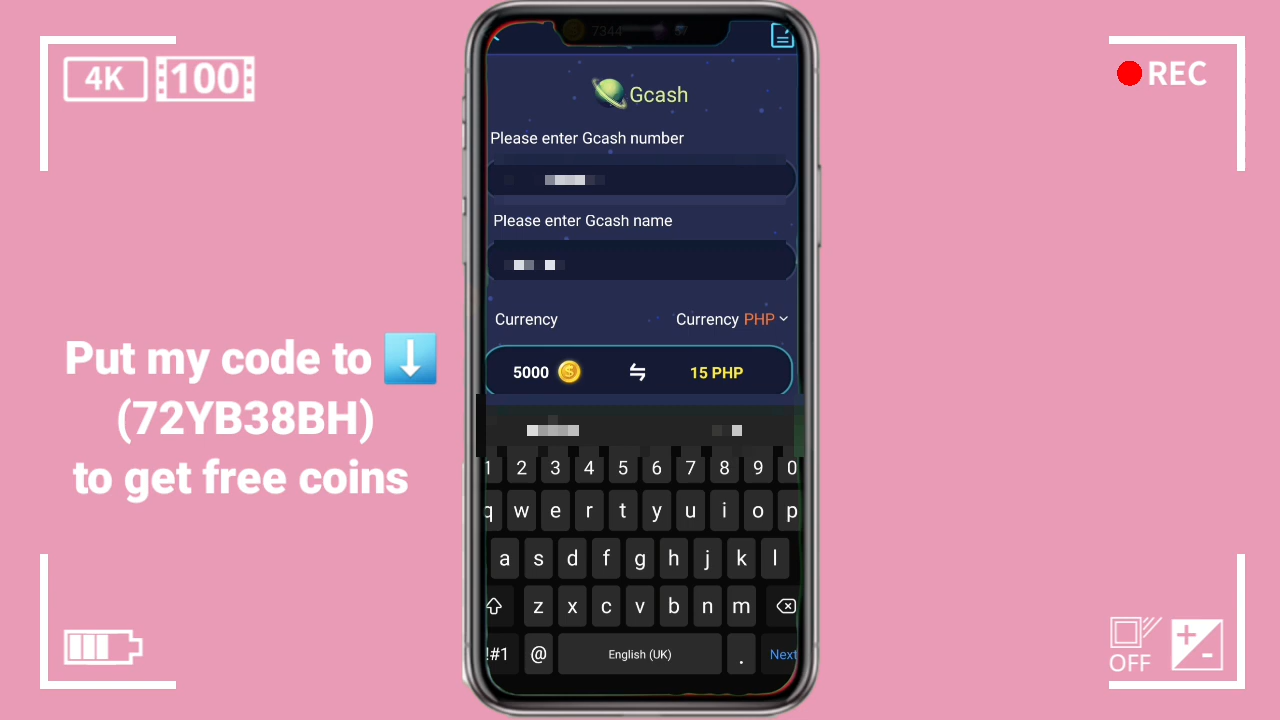 4K
100
REC
7344
57
Gcash
Please enter Gcash number
Please enter Gcash name
Currency
Currency PHP
5000
15 PHP
Put my code to
(72YB38BH)
to get free coins
1 2 3 4 5 6 7 8 9 0
q w e r t y u i o p
a s d f g h j k l
z x c v b n m
!#1 @ English (UK) . Next
OFF